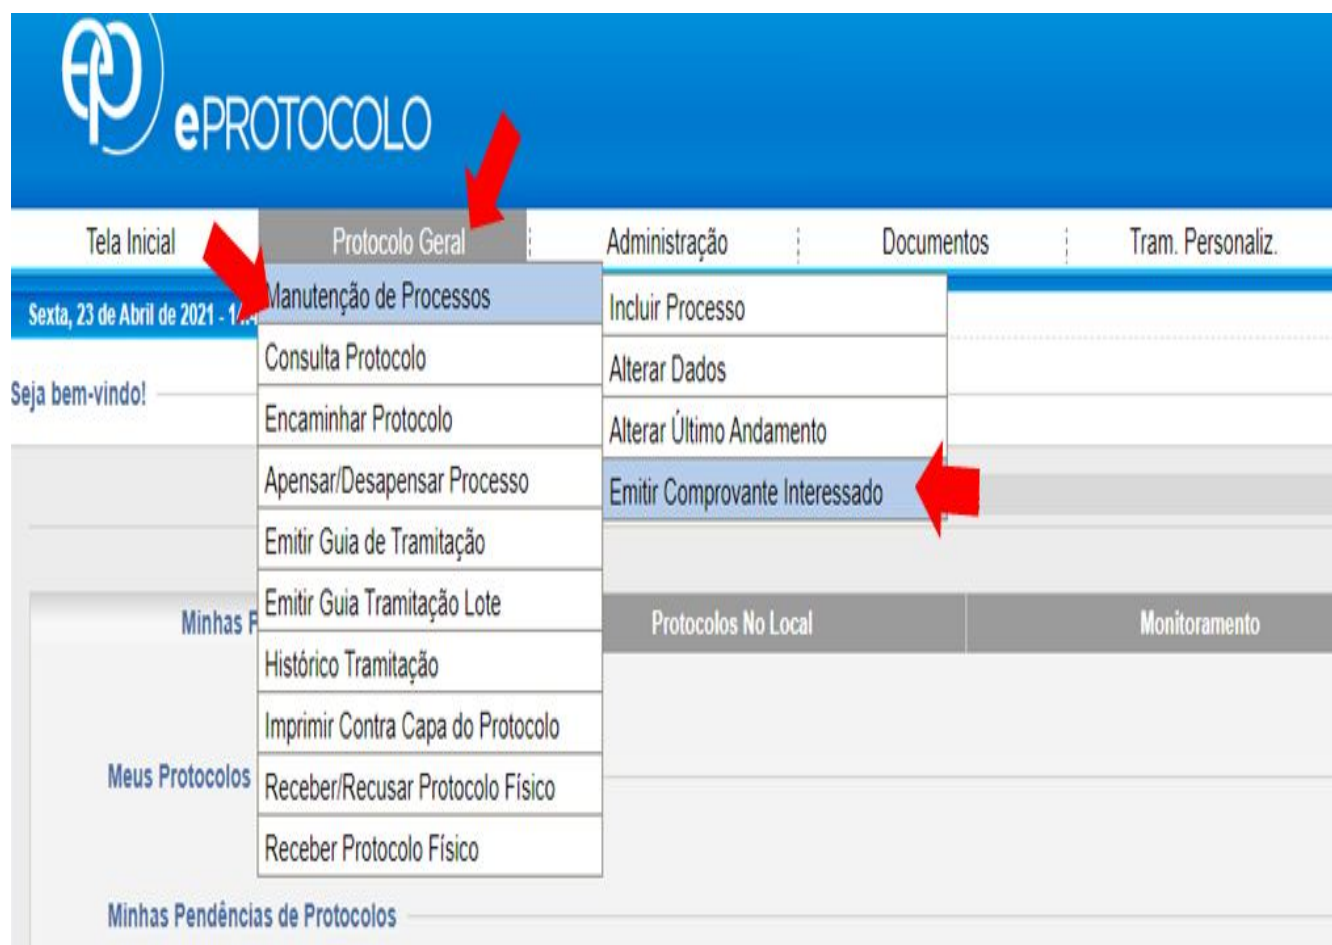 ep
ePROTOCOLO
Tela Inicial
Protocolo Geral
Administração
Documentos
Tram. Personaliz.
Sexta, 23 de Abril de 2021 -
Seja bem-vindo!
Manutenção de Processos
Consulta Protocolo
Encaminhar Protocolo
Apensar/Desapensar Processo
Emitir Guia de Tramitação
Emitir Guia Tramitação Lote
Histórico Tramitação
Imprimir Contra Capa do Protocolo
Receber/Recusar Protocolo Físico
Receber Protocolo Físico
Incluir Processo
Alterar Dados
Alterar Último Andamento
Emitir Comprovante Interessado
Minhas
Protocolos No Local
Monitoramento
Meus Protocolos
Minhas Pendências de Protocolos